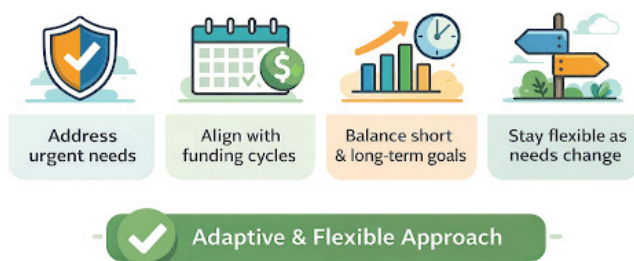 Address
urgent needs
Align with
funding cycles
Balance short
& long-term goals
Stay flexible as
needs change
Adaptive & Flexible Approach